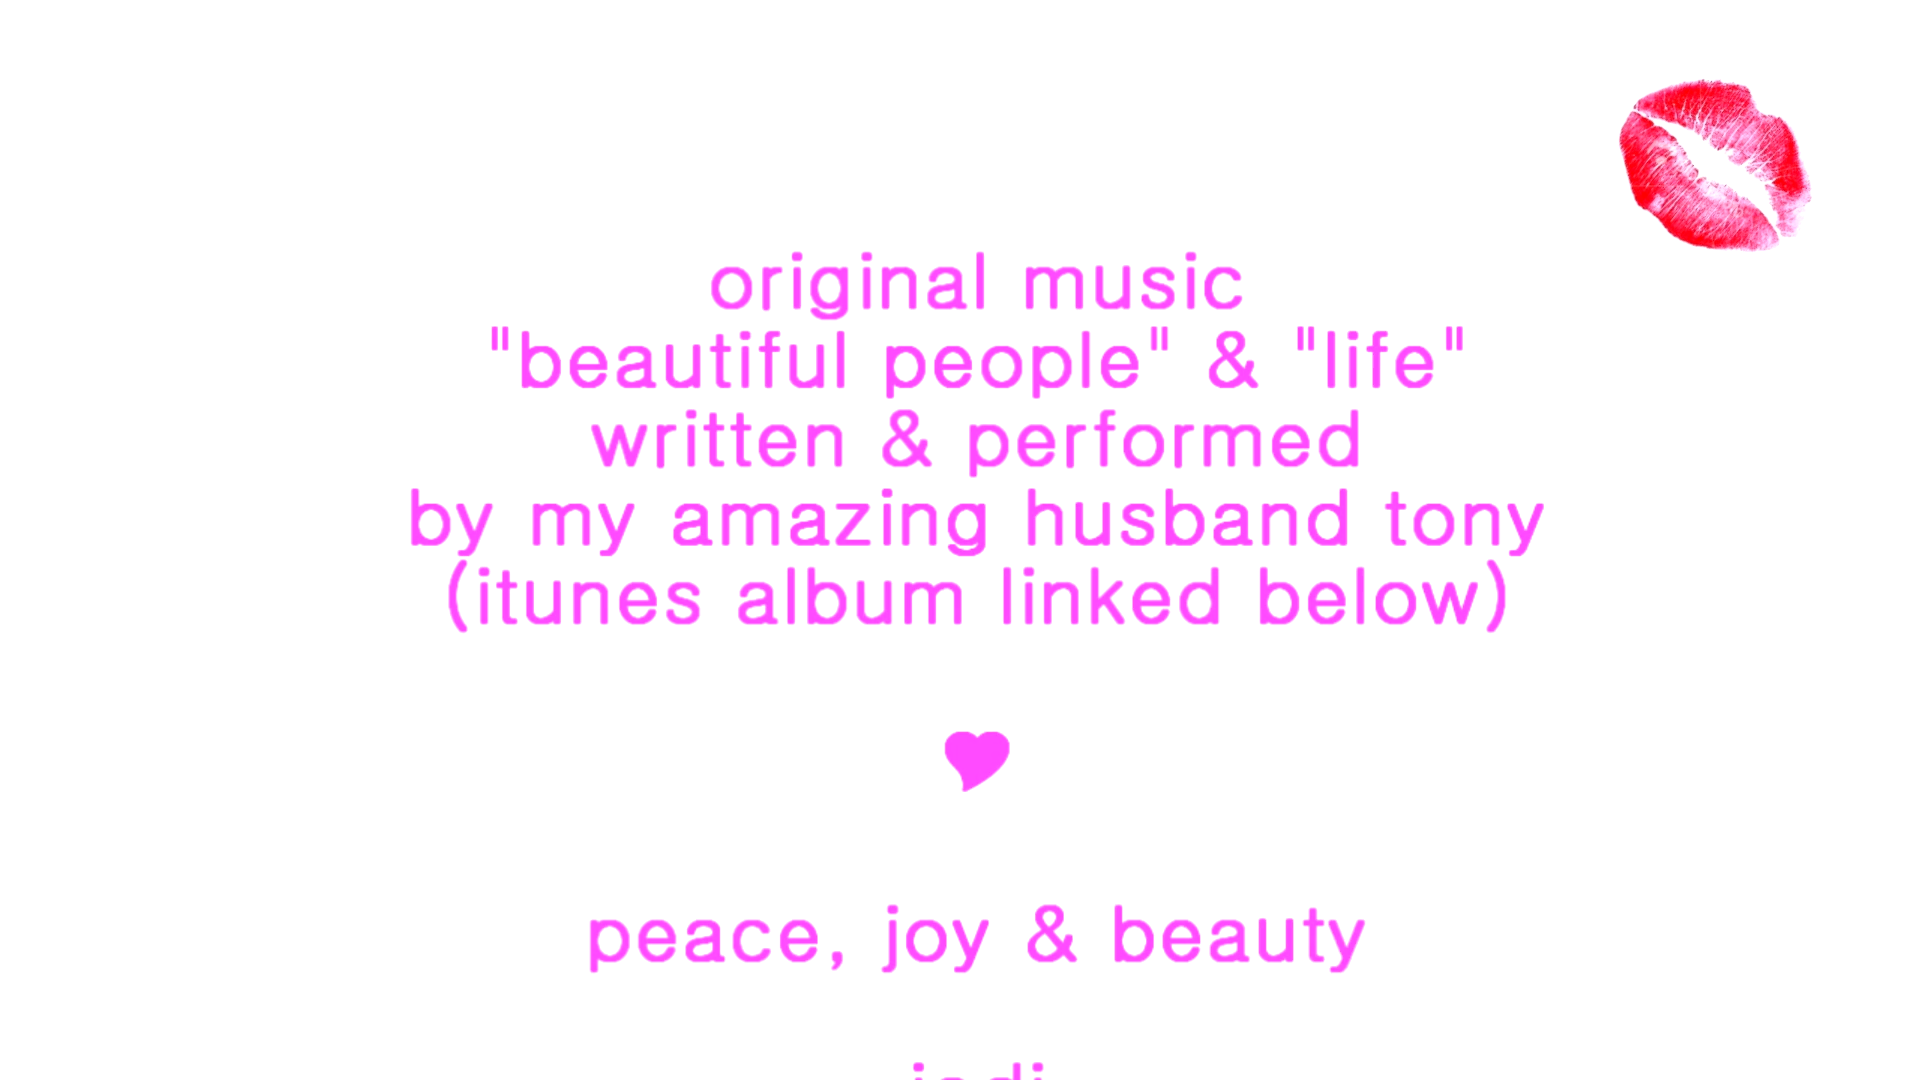 original music
"beautiful people" & "life"
written & performed
by my amazing husband tony
(itunes album linked below)
peace, joy & beauty